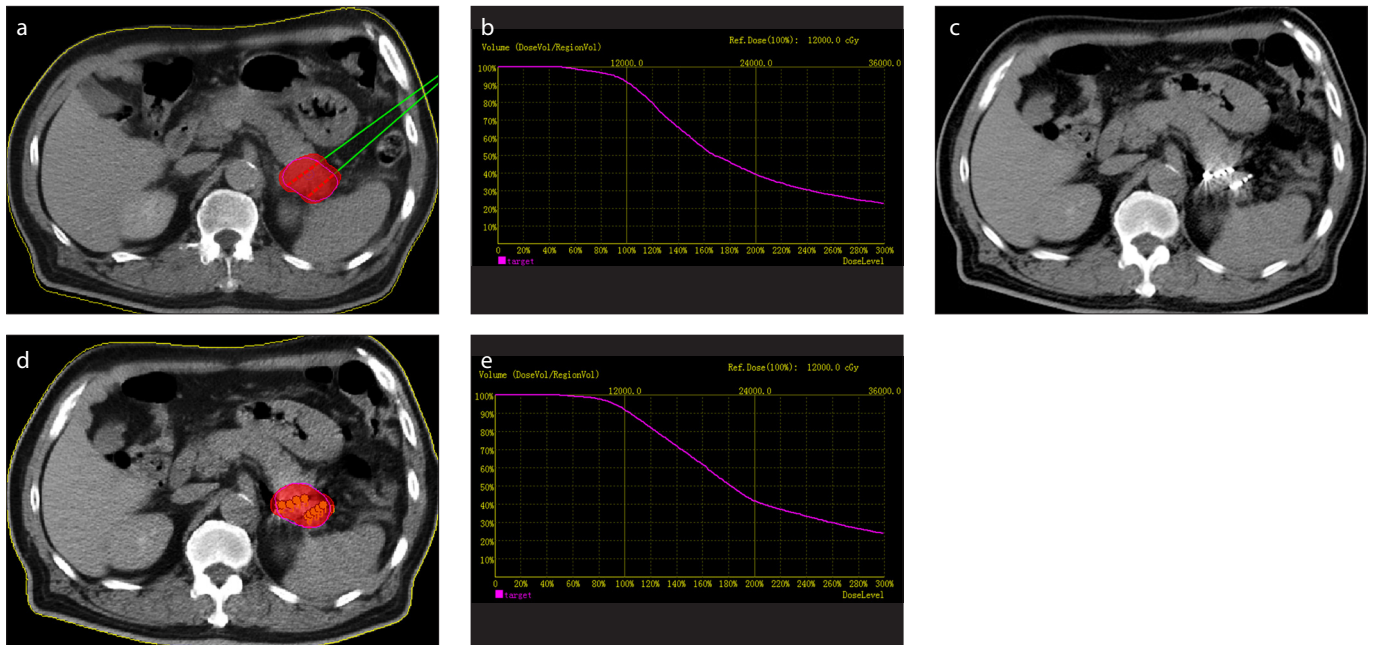 a
b
Ref.Dose(100%): 12000.0 cGy
Volume (DoseVol/RegionVol)
12000.0 24000.0 36000.0
100%
90%
80%
70%
60%
50%
40%
30%
20%
10%
0 20% 40% 60% 80% 100% 120% 140% 160% 180% 200% 220% 240% 260% 280% 300%
target DoseLevel
c
d
e
Ref.Dose(100%): 12000.0 cGy
Volume (DoseVol/RegionVol)
12000.0 24000.0 36000.0
100%
90%
80%
70%
60%
50%
40%
30%
20%
10%
0 20% 40% 60% 80% 100% 120% 140% 160% 180% 200% 220% 240% 260% 280% 300%
target DoseLevel